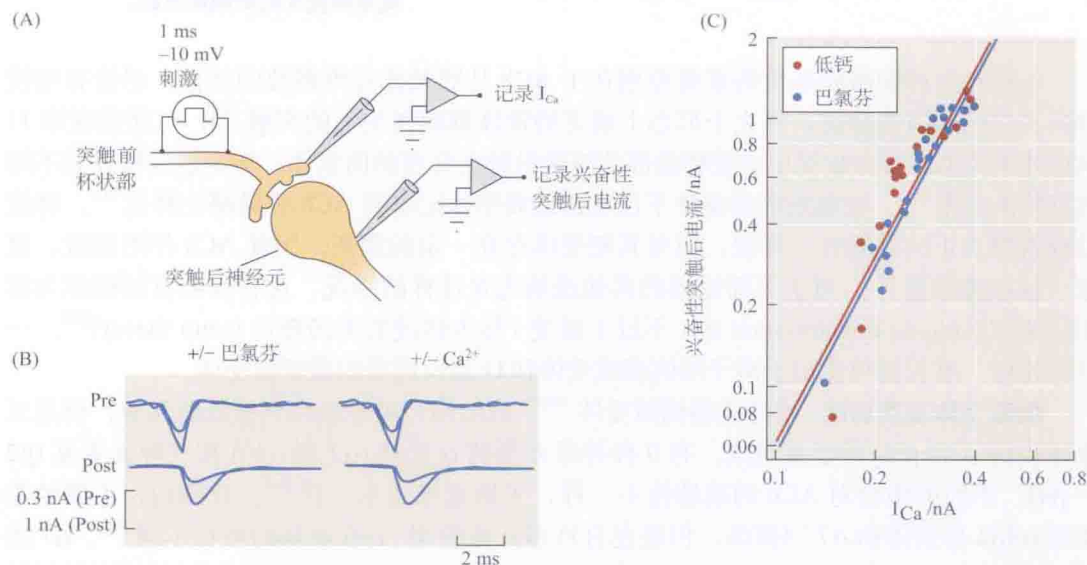 (A)
1 ms
–10 mV
刺激
突触前
杯状部
突触后神经元
记录 I_Ca
记录兴奋性
突触后电流
(B)
+/– 巴氯芬
+/–Ca²⁺
Pre
Post
0.3 nA (Pre)
1 nA (Post)
2 ms
(C)
低钙
巴氯芬
兴奋性突触后电流/nA
2
1.0
0.8
0.6
0.4
0.2
0.1
0.08
0.06
0.1
0.2
0.4
0.6
0.8
1.0
I_Ca /nA